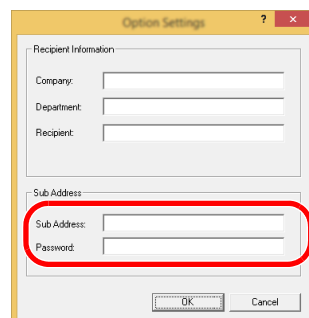 Option Settings ? ×
Recipient Information
Company:
Department:
Recipient:
Sub Address
Sub Address:
Password:
OK Cancel